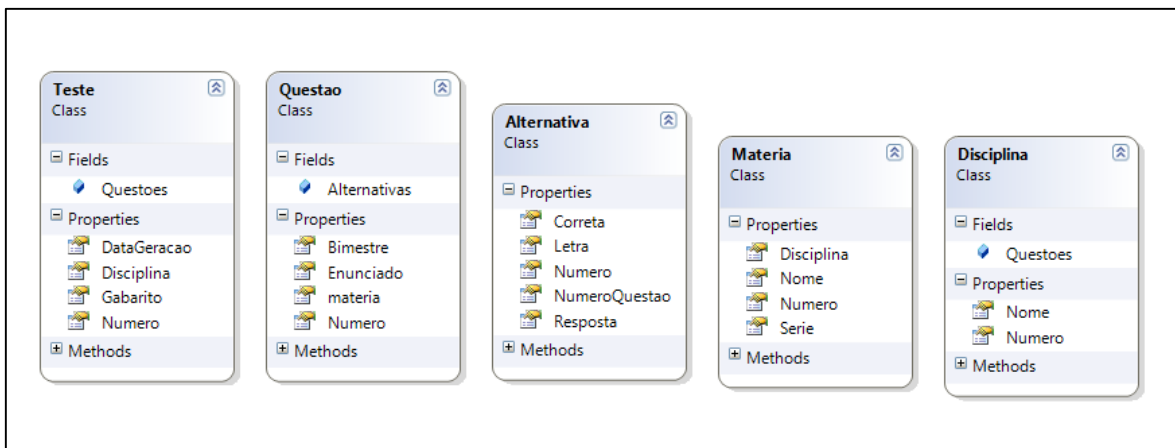 Teste
Class
Fields
Questoes
Properties
DataGeracao
Disciplina
Gabarito
Numero
Methods
Questao
Class
Fields
Alternativas
Properties
Bimestre
Enunciado
materia
Numero
Methods
Alternativa
Class
Properties
Correta
Letra
Numero
NumeroQuestao
Resposta
Methods
Materia
Class
Properties
Disciplina
Nome
Numero
Serie
Methods
Disciplina
Class
Fields
Questoes
Properties
Nome
Numero
Methods